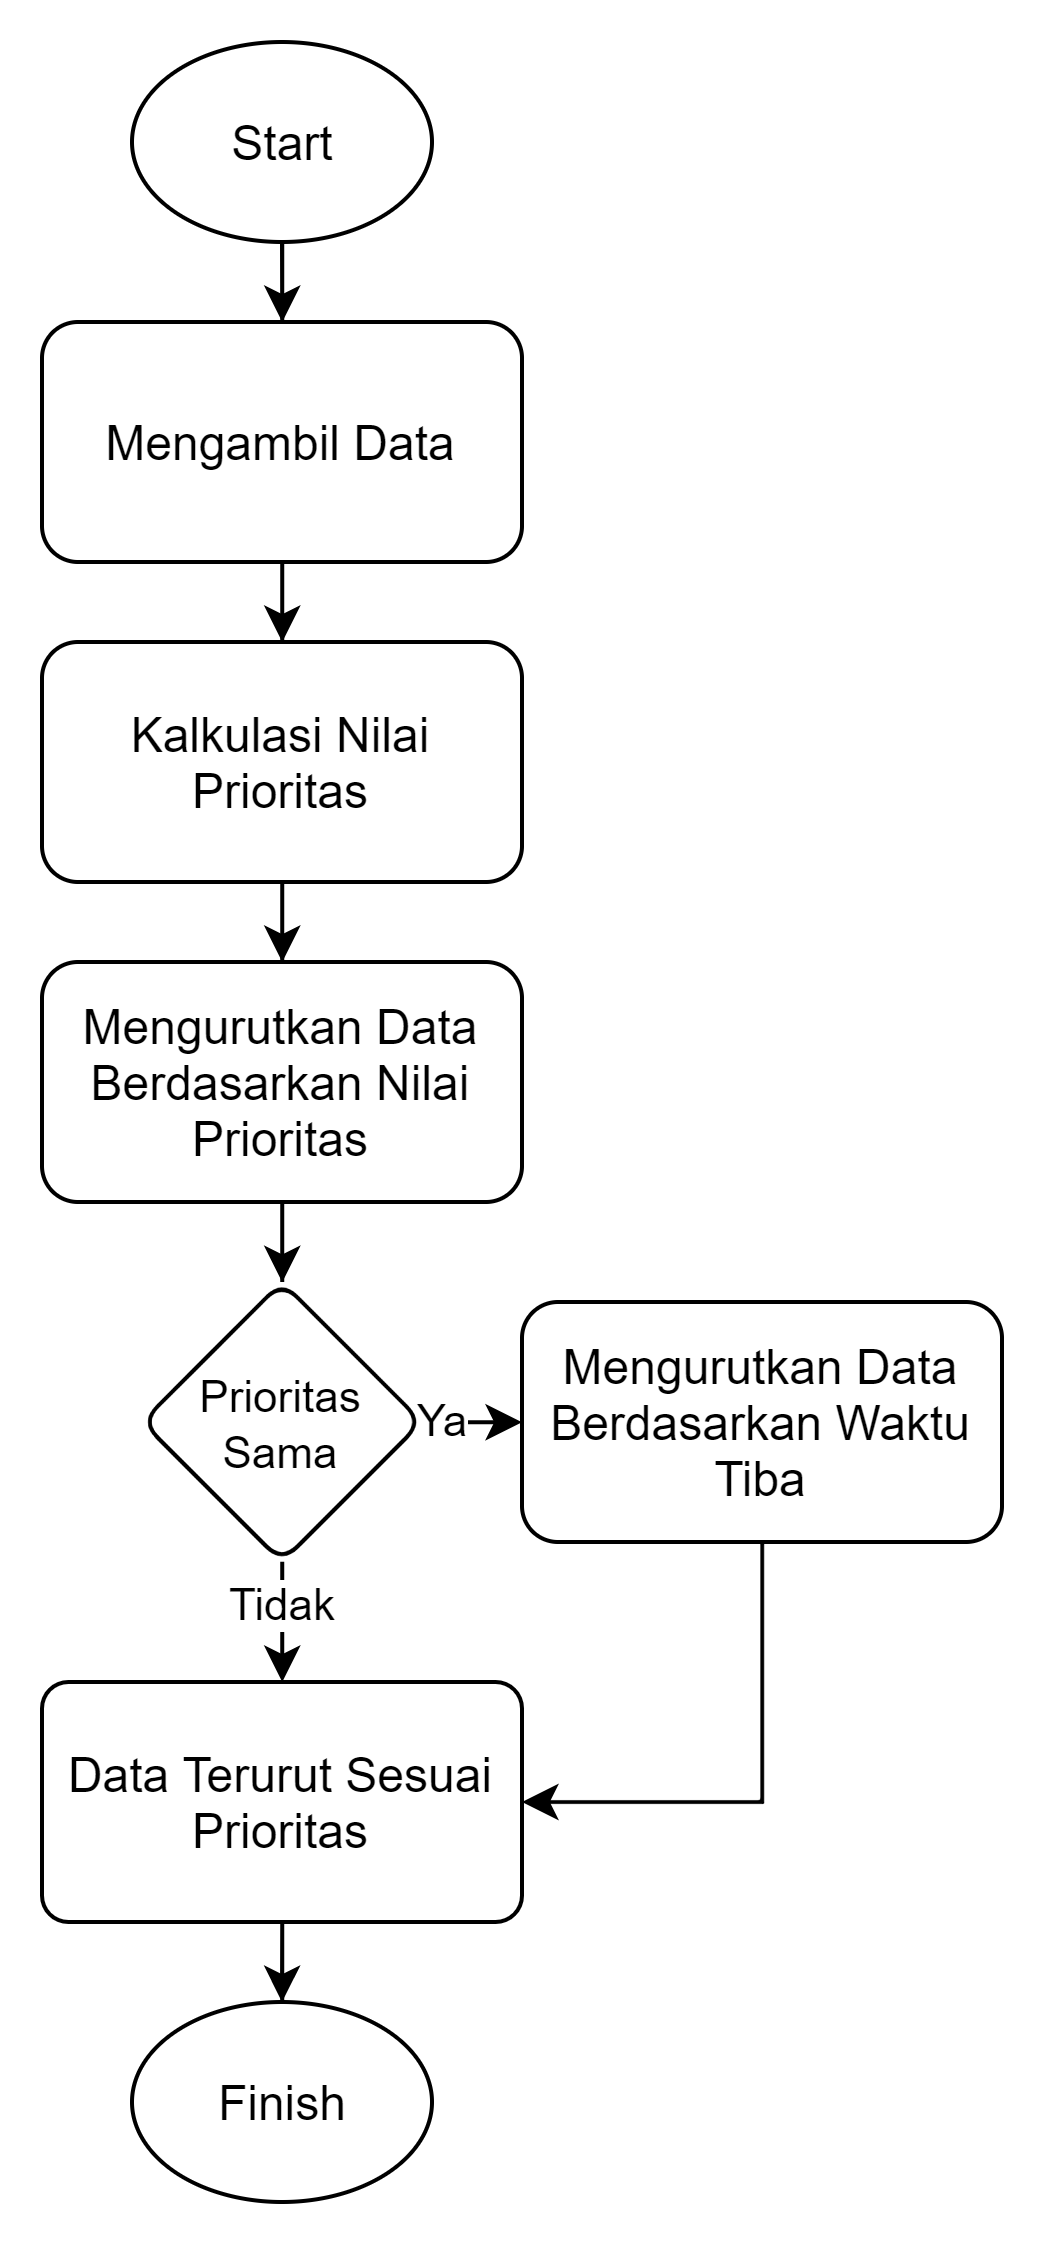 Start
Mengambil Data
Kalkulasi Nilai
Prioritas
Mengurutkan Data
Berdasarkan Nilai
Prioritas
Prioritas
Sama
Ya
Mengurutkan Data
Berdasarkan Waktu
Tiba
Tidak
Data Terurut Sesuai
Prioritas
Finish